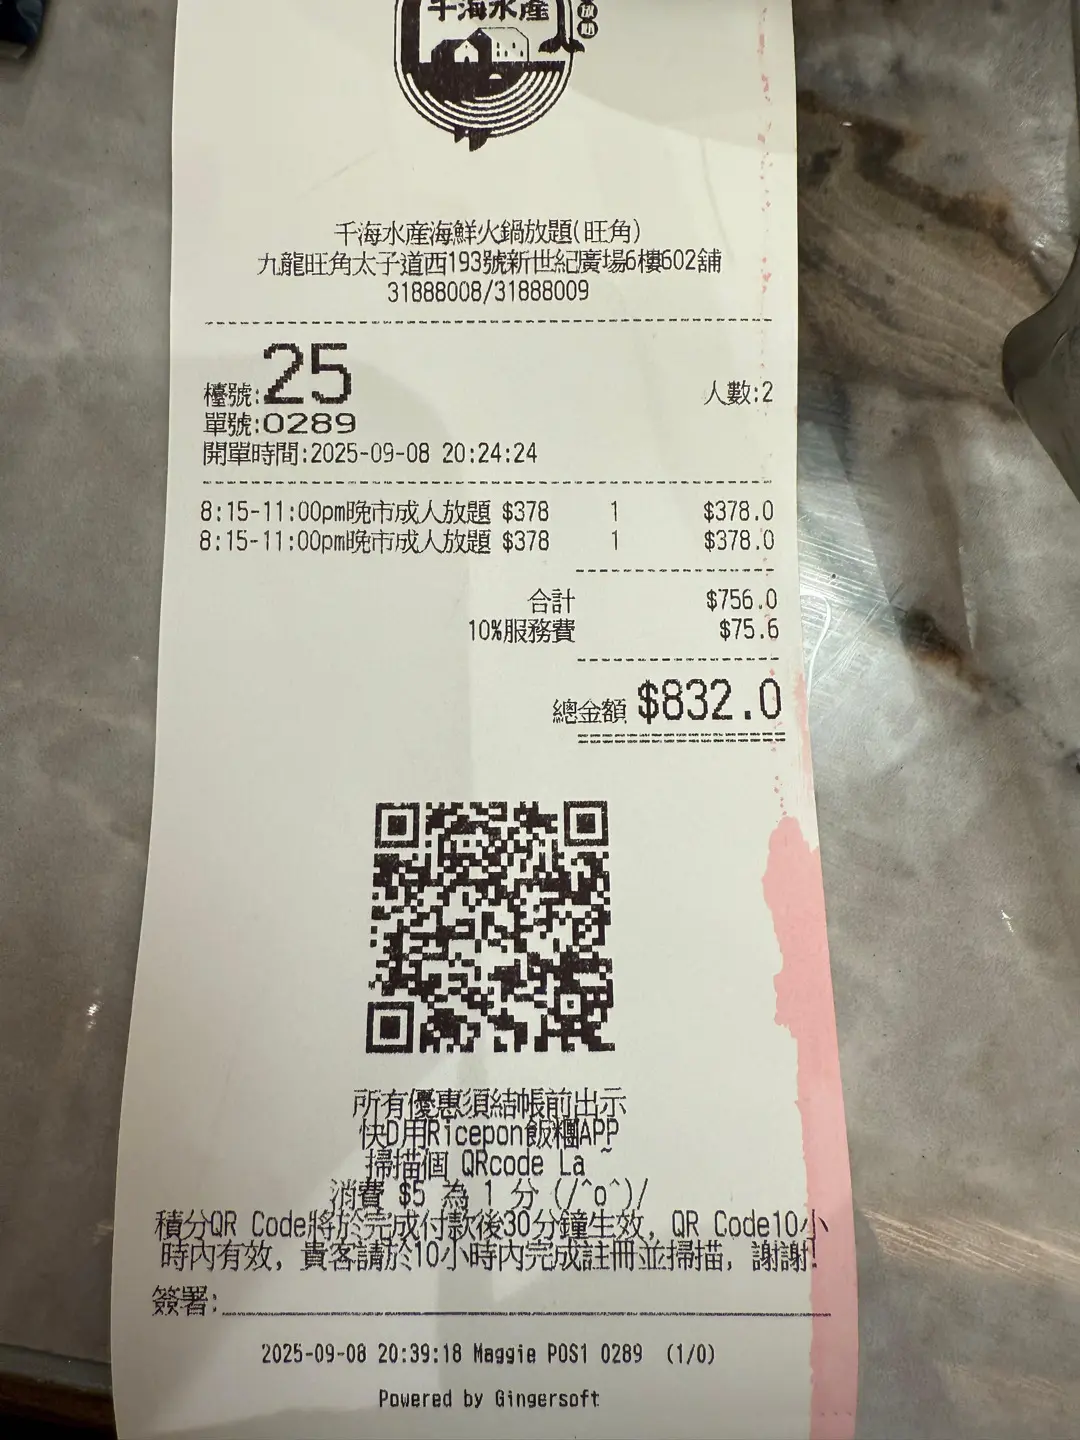 千海水產
放題
千海水産海鮮火鍋放題(旺角)
九龍旺角太子道西193號新世紀廣場6樓602舖
31888008/31888009
檯號:25
人數:2
單號:0289
開單時間:2025-09-08 20:24:24
8:15-11:00pm晚市成人放題 $378 1 $378.0
8:15-11:00pm晚市成人放題 $378 1 $378.0
合計 $756.0
10%服務費 $75.6
總金額 $832.0
所有優惠須結帳前出示
快D用Ricepon飯糰APP
掃描個 QRcode La ~
消費 $5 為 1 分 (/^o^)/
積分QR Code將於完成付款後30分鐘生效, QR Code10小
時內有效, 貴客請於10小時內完成註冊並掃描, 謝謝!
簽署:
2025-09-08 20:39:18 Maggie POS1 0289 (1/0)
Powered by Gingersoft